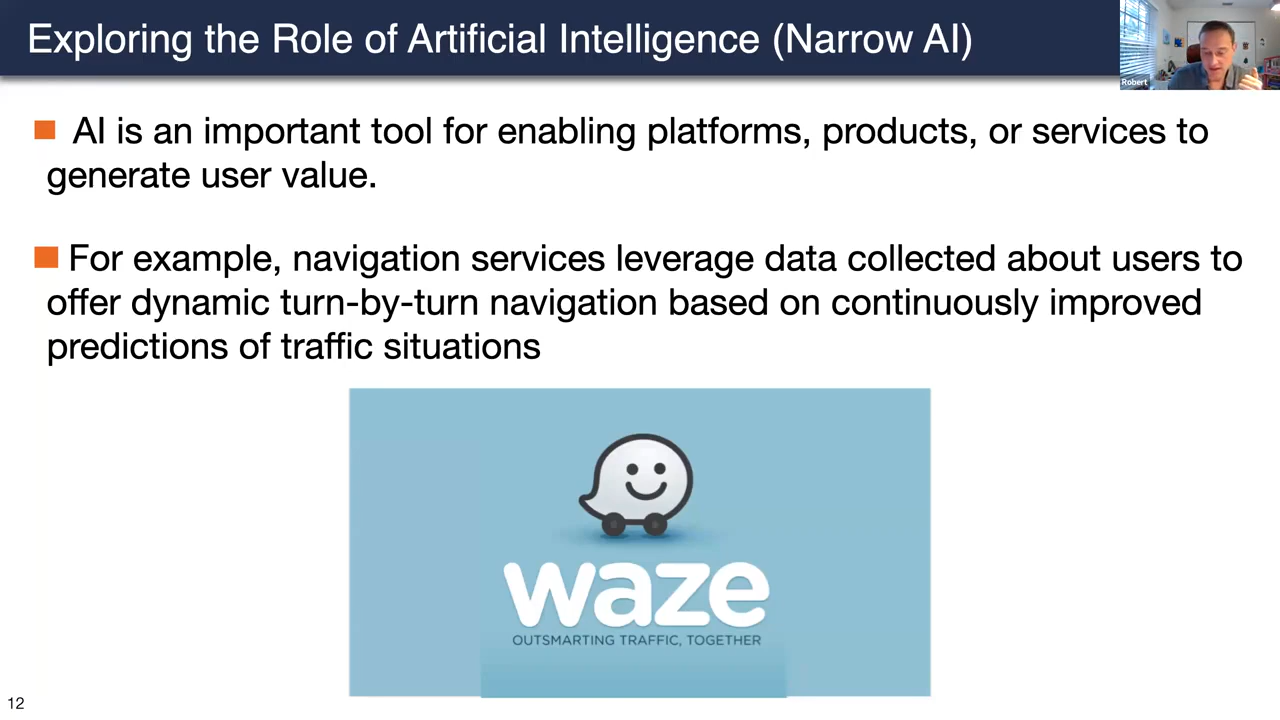 Exploring the Role of Artificial Intelligence (Narrow AI)
Robert
AI is an important tool for enabling platforms, products, or services to
generate user value.
For example, navigation services leverage data collected about users to
offer dynamic turn-by-turn navigation based on continuously improved
predictions of traffic situations
waze
OUTSMARTING TRAFFIC, TOGETHER
12